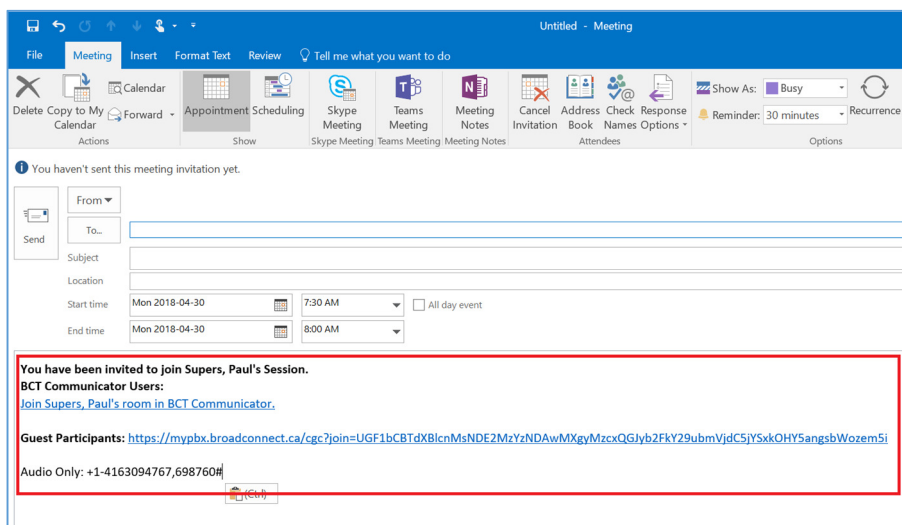 Untitled - Meeting
File Meeting Insert Format Text Review Tell me what you want to do
Delete Copy to My Calendar Calendar Forward Actions
Appointment Scheduling Show
Skype Meeting Skype Meeting
Teams Meeting Teams Meeting
Meeting Notes Meeting Notes
Cancel Invitation Address Book Check Names Response Options Attendees
Show As: Busy
Reminder: 30 minutes
Recurrence
Options
You haven't sent this meeting invitation yet.
Send
From
To...
Subject
Location
Start time Mon 2018-04-30 7:30 AM All day event
End time Mon 2018-04-30 8:00 AM
You have been invited to join Supers, Paul's Session.
BCT Communicator Users:
Join Supers, Paul's room in BCT Communicator.
Guest Participants: https://mypbx.broadconnect.ca/cgc?join=UGF1bCBTdXBlcnMsNDE2MzYzNDAwMXgyMzcxQGJyb2FkY29ubmVjdC5jYSxkOHY5angsbWozem5i
Audio Only: +1-4163094767,698760#
(Ctrl)